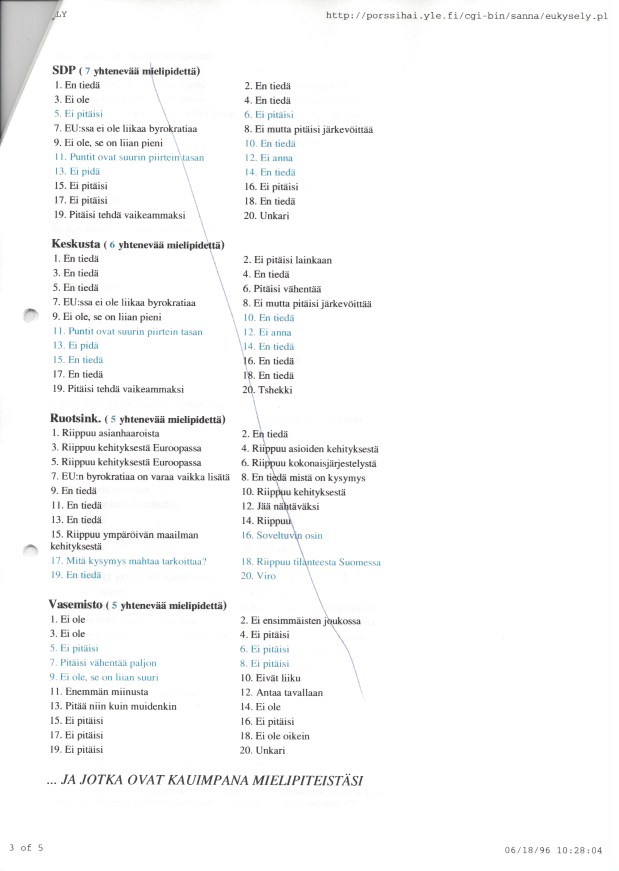 LY http://porssihai.yle.fi/cgi-bin/sanna/eukysely.pl
SDP ( 7 yhtenevää mielipidettä)
1. En tiedä 2. En tiedä
3. Ei ole 4. En tiedä
5. Ei pitäisi 6. Ei pitäisi
7. EU:ssa ei ole liikaa byrokratiaa 8. Ei mutta pitäisi järkevöittää
9. Ei ole, se on liian pieni 10. En tiedä
11. Puntit ovat suurin piirtein tasan 12. Ei anna
13. Ei pidä 14. En tiedä
15. Ei pitäisi 16. Ei pitäisi
17. Ei pitäisi 18. En tiedä
19. Pitäisi tehdä vaikeammaksi 20. Unkari
Keskusta ( 6 yhtenevää mielipidettä)
1. En tiedä 2. Ei pitäisi lainkaan
3. En tiedä 4. En tiedä
5. En tiedä 6. Pitäisi vähentää
7. EU:ssa ei ole liikaa byrokratiaa 8. Ei mutta pitäisi järkevöittää
9. Ei ole, se on liian pieni 10. En tiedä
11. Puntit ovat suurin piirtein tasan 12. Ei anna
13. Ei pidä 14. En tiedä
15. En tiedä 16. En tiedä
17. En tiedä 18. En tiedä
19. Pitäisi tehdä vaikeammaksi 20. Tshekki
Ruotsink. ( 5 yhtenevää mielipidettä)
1. Riippuu asianhaaroista 2. En tiedä
3. Riippuu kehityksestä Euroopassa 4. Riippuu asioiden kehityksestä
5. Riippuu kehityksestä Euroopassa 6. Riippuu kokonaisjärjestelystä
7. EU:n byrokratiaa on varaa vaikka lisätä 8. En tiedä mistä on kysymys
9. En tiedä 10. Riippuu kehityksestä
11. En tiedä 12. Jää nähtäväksi
13. En tiedä 14. Riippuu
15. Riippuu ympäröivän maailman 16. Soveltuvin osin
kehityksestä
17. Mitä kysymys mahtaa tarkoittaa? 18. Riippuu tilanteesta Suomessa
19. En tiedä 20. Viro
Vasemisto ( 5 yhtenevää mielipidettä)
1. Ei ole 2. Ei ensimmäisten joukossa
3. Ei ole 4. Ei pitäisi
5. Ei pitäisi 6. Ei pitäisi
7. Pitäisi vähentää paljon 8. Ei pitäisi
9. Ei ole, se on liian suuri 10. Eivät liiku
11. Enemmän miinusta 12. Antaa tavallaan
13. Pitää niin kuin muidenkin 14. Ei ole
15. Ei pitäisi 16. Ei pitäisi
17. Ei pitäisi 18. Ei ole oikein
19. Ei pitäisi 20. Unkari
... JA JOTKA OVAT KAUIMPANA MIELIPITEISTÄSI
3 of 5 06/18/96 10:28:04